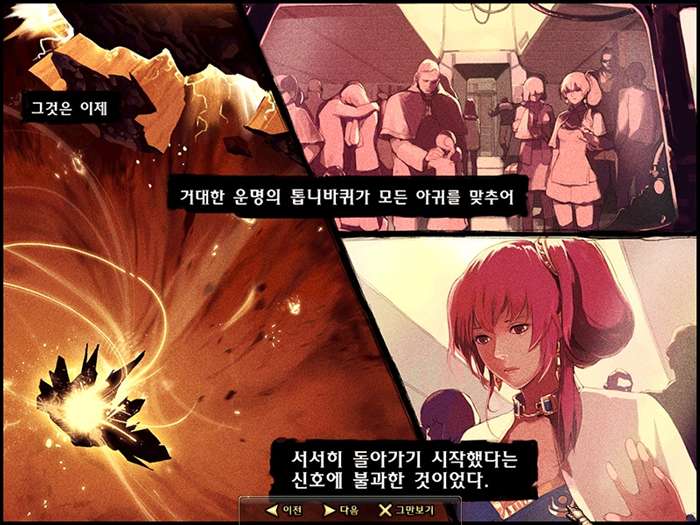 그것은 이제
거대한 운명의 톱니바퀴가 모든 아귀를 맞추어
서서히 돌아가기 시작했다는
신호에 불과한 것이었다.
이전 다음 그만보기